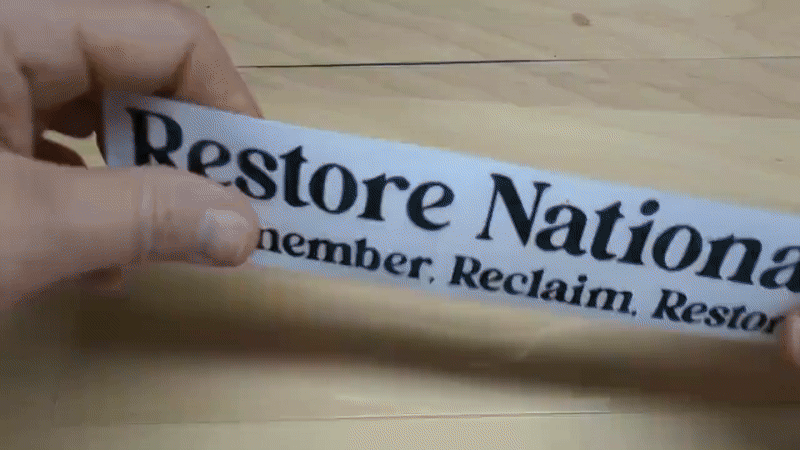 Restore Nationa
member, Reclaim, Restor